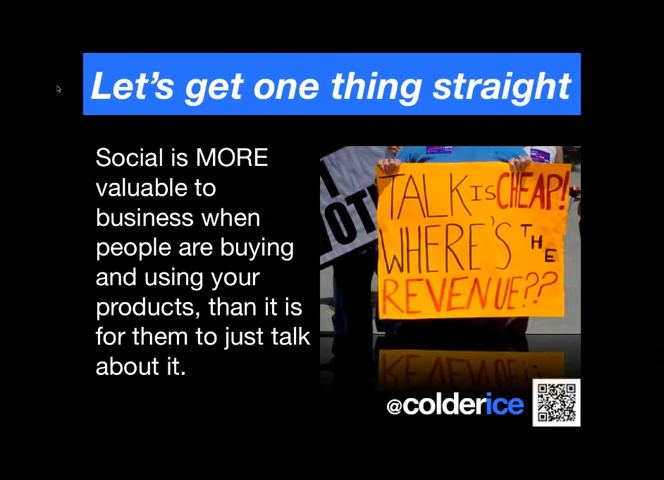 Let's get one thing straight
Social is MORE
valuable to
business when
people are buying
and using your
products, than it is
for them to just talk
about it.
TALK IS CHEAP!
WHERE'S THE
REVENUE??
@colderice